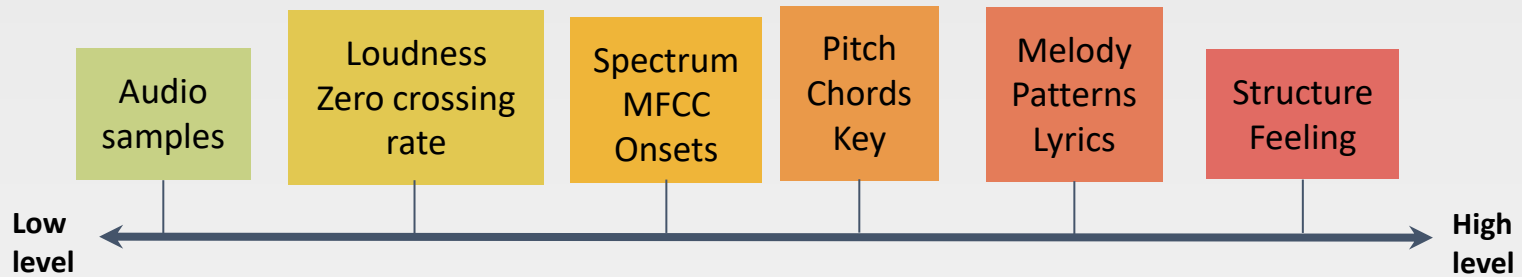 Audio
samples
Loudness
Zero crossing
rate
Spectrum
MFCC
Onsets
Pitch
Chords
Key
Melody
Patterns
Lyrics
Structure
Feeling
Low
level
High
level